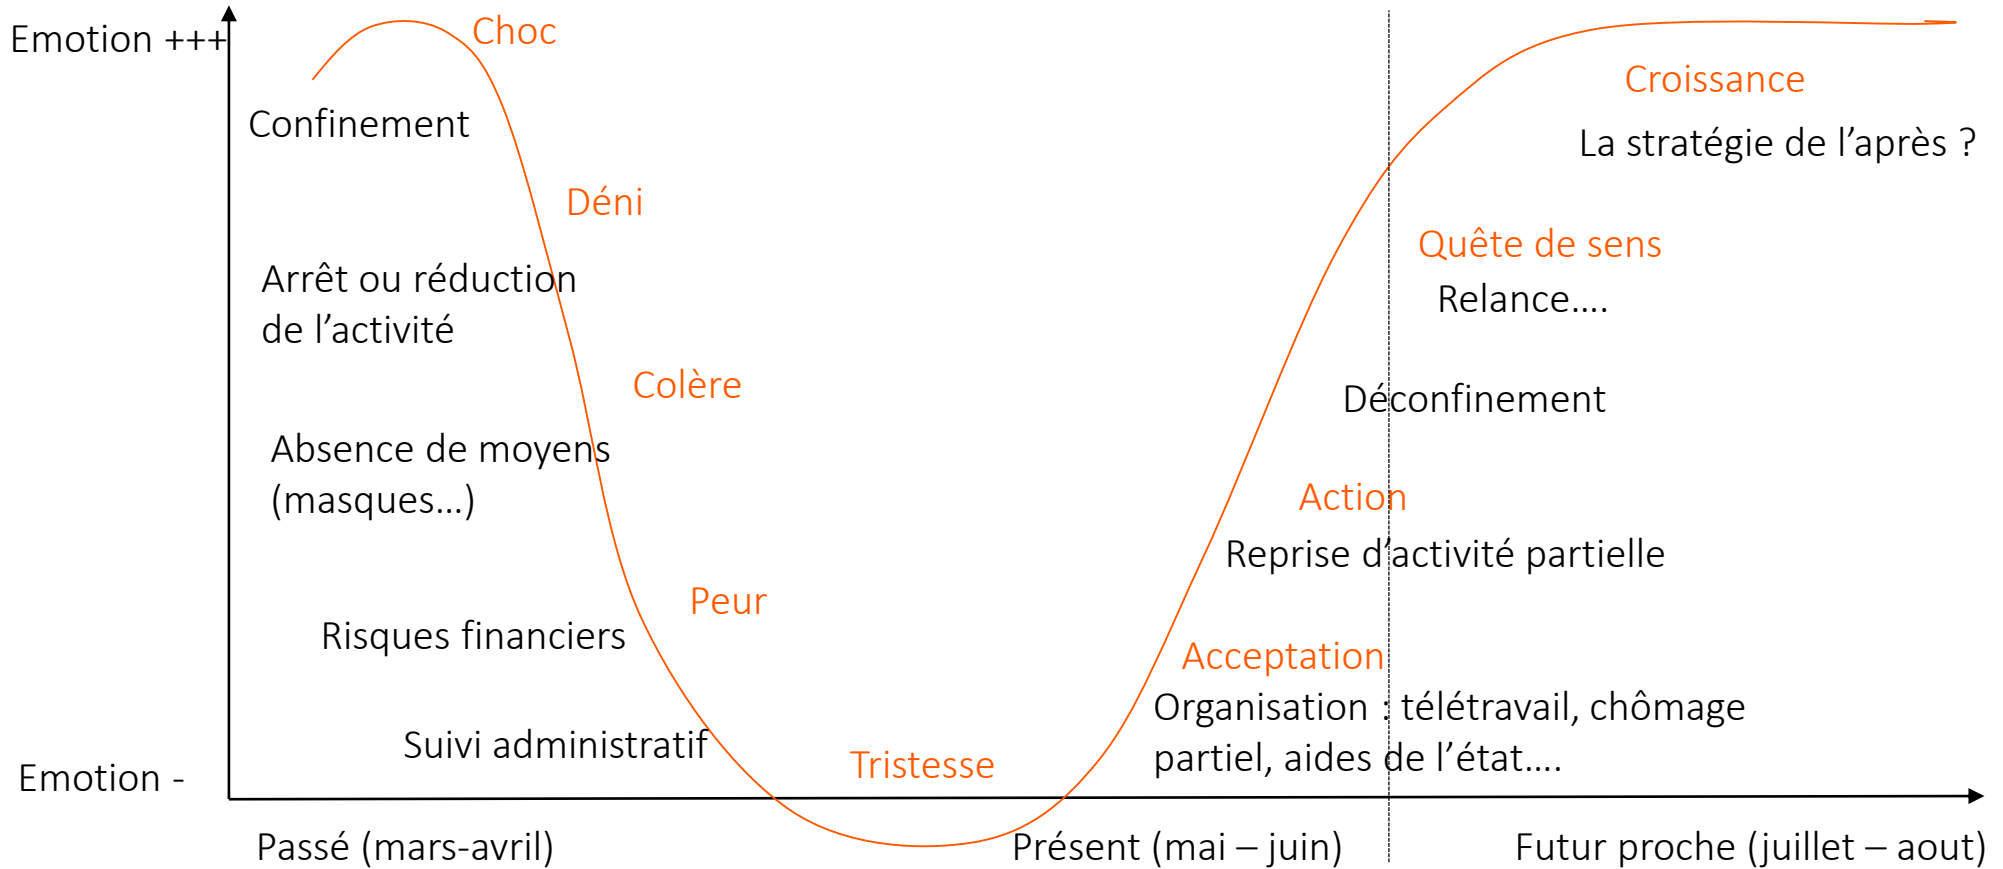 Emotion +++
Choc
Croissance
Confinement
La stratégie de l’après ?
Déni
Quête de sens
Arrêt ou réduction
de l’activité
Relance....
Colère
Déconfinement
Absence de moyens
(masques…)
Action
Reprise d’activité partielle
Peur
Risques financiers
Acceptation
Organisation : télétravail, chômage
partiel, aides de l’état....
Suivi administratif
Tristesse
Emotion -
Passé (mars-avril)
Présent (mai – juin)
Futur proche (juillet – aout)